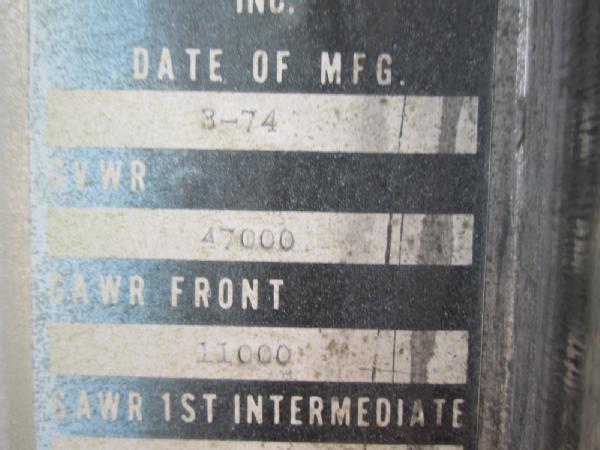 INC.
DATE OF MFG.
3-74
GVWR
47000
GAWR FRONT
11000
GAWR 1ST INTERMEDIATE